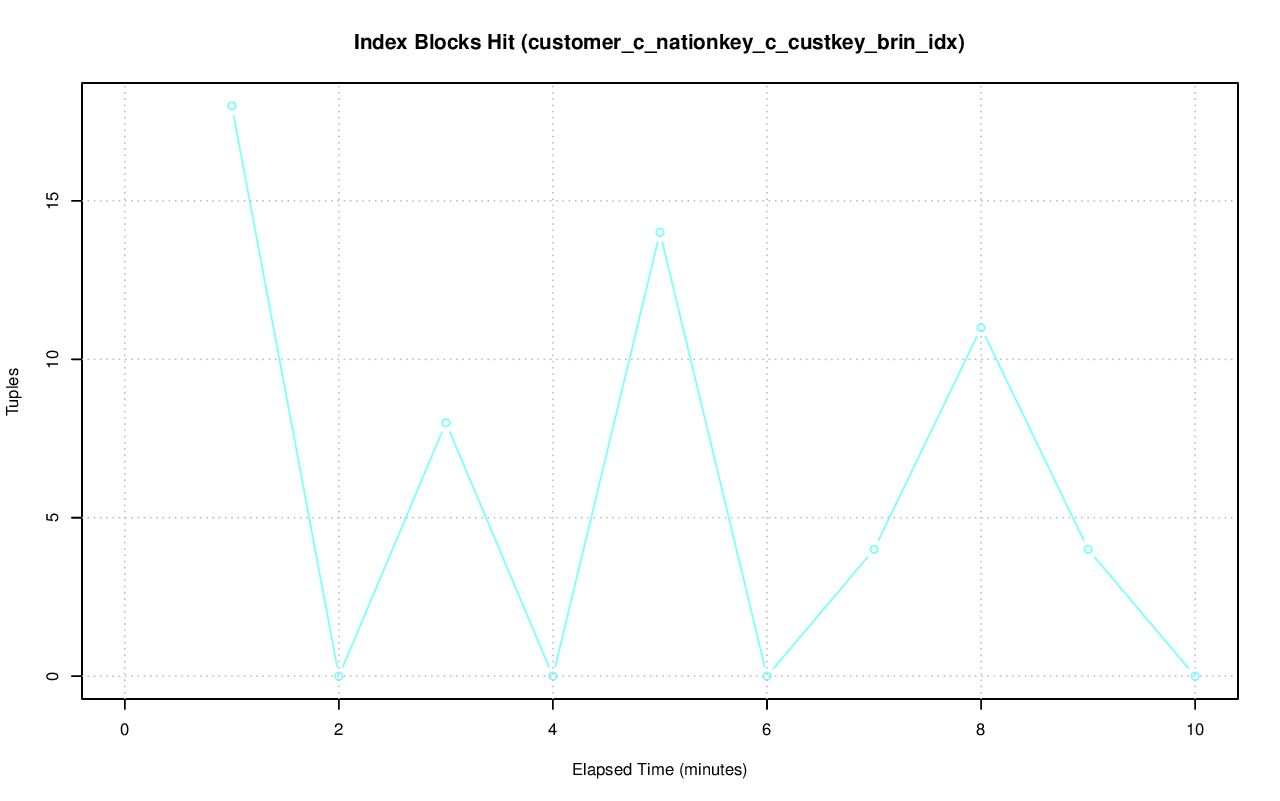 Index Blocks Hit (customer_c_nationkey_c_custkey_brin_idx)
Tuples
15
10
5
0
0 2 4 6 8 10
Elapsed Time (minutes)